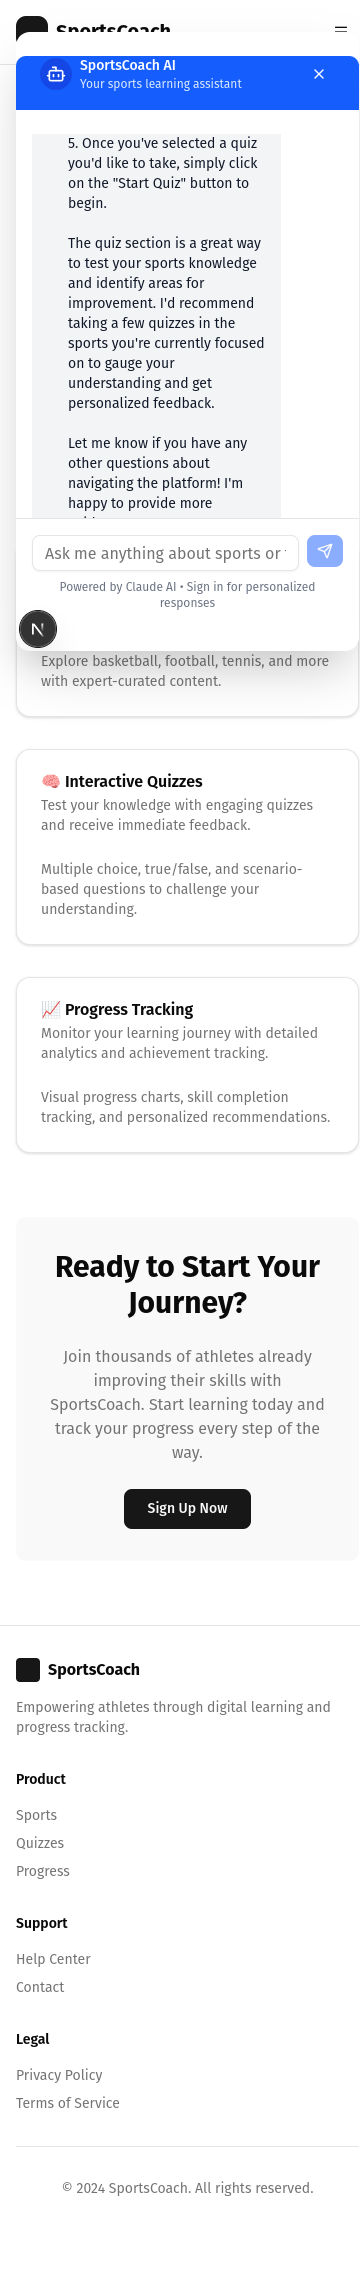 SportsCoach
SportsCoach AI
Your sports learning assistant
5. Once you've selected a quiz
you'd like to take, simply click
on the "Start Quiz" button to
begin.
The quiz section is a great way
to test your sports knowledge
and identify areas for
improvement. I'd recommend
taking a few quizzes in the
sports you're currently focused
on to gauge your
understanding and get
personalized feedback.
Let me know if you have any
other questions about
navigating the platform! I'm
happy to provide more
Ask me anything about sports or
Powered by Claude AI • Sign in for personalized
responses
N
Explore basketball, football, tennis, and more
with expert-curated content.
🧠 Interactive Quizzes
Test your knowledge with engaging quizzes
and receive immediate feedback.
Multiple choice, true/false, and scenario-
based questions to challenge your
understanding.
📈 Progress Tracking
Monitor your learning journey with detailed
analytics and achievement tracking.
Visual progress charts, skill completion
tracking, and personalized recommendations.
Ready to Start Your
Journey?
Join thousands of athletes already
improving their skills with
SportsCoach. Start learning today and
track your progress every step of the
way.
Sign Up Now
SportsCoach
Empowering athletes through digital learning and
progress tracking.
Product
Sports
Quizzes
Progress
Support
Help Center
Contact
Legal
Privacy Policy
Terms of Service
© 2024 SportsCoach. All rights reserved.